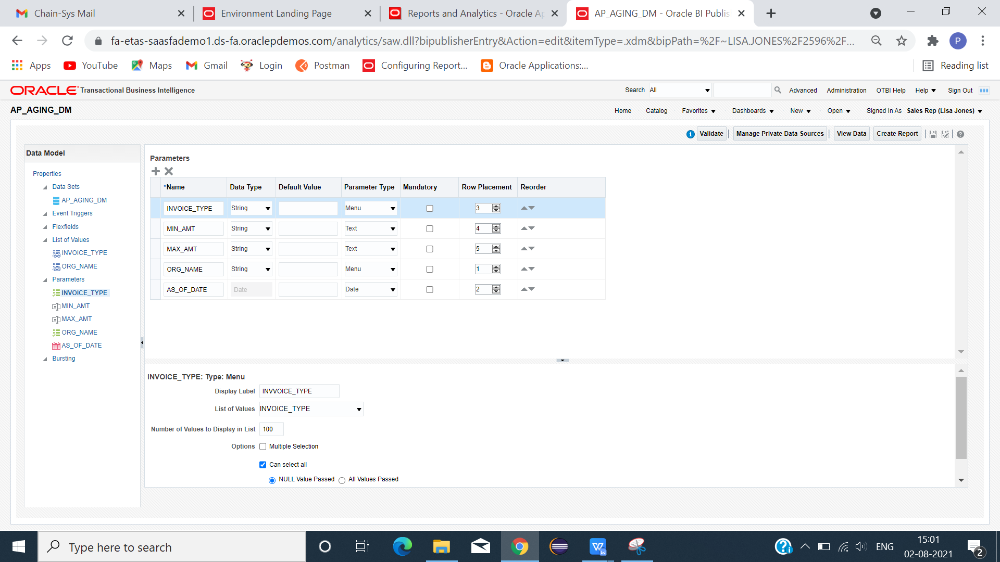 Chain-Sys Mail
Environment Landing Page
Reports and Analytics - Oracle Ap
AP_AGING_DM - Oracle BI Publis
fa-etas-saasfademo1.ds-fa.oraclepdemos.com/analytics/saw.dll?bipublisherEntry&Action=edit&itemType=.xdm&bipPath=%2F~LISA.JONES%2F2596%2F...
P
Apps
YouTube
Maps
Gmail
Login
Postman
Configuring Report...
Oracle Applications:...
Reading list
ORACLE Transactional Business Intelligence
Search All
Advanced
Administration
OTBI Help
Help
Sign Out
AP_AGING_DM
Home
Catalog
Favorites
Dashboards
New
Open
Signed In As Sales Rep (Lisa Jones)
Validate
Manage Private Data Sources
View Data
Create Report
Data Model
Properties
Data Sets
AP_AGING_DM
Event Triggers
Flexfields
List of Values
INVOICE_TYPE
ORG_NAME
Parameters
INVOICE_TYPE
MIN_AMT
MAX_AMT
ORG_NAME
AS_OF_DATE
Bursting
Parameters
*Name Data Type Default Value Parameter Type Mandatory Row Placement Reorder
INVOICE_TYPE String Menu 3
MIN_AMT String Text 4
MAX_AMT String Text 5
ORG_NAME String Menu 1
AS_OF_DATE Date Date 2
INVOICE_TYPE: Type: Menu
Display Label INVVOICE_TYPE
List of Values INVOICE_TYPE
Number of Values to Display in List 100
Options Multiple Selection
Can select all
NULL Value Passed All Values Passed
Type here to search
W
ENG
15:01
02-08-2021
2